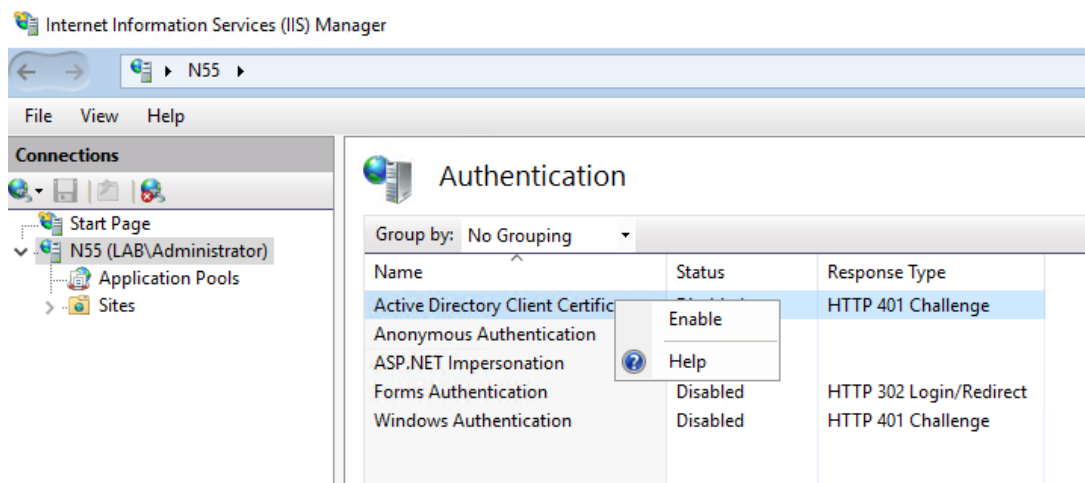 Internet Information Services (IIS) Manager
N55
File View Help
Connections
Start Page
N55 (LAB\Administrator)
Application Pools
Sites
Authentication
Group by: No Grouping
Name Status Response Type
Active Directory Client Certific HTTP 401 Challenge
Enable
Anonymous Authentication
ASP.NET Impersonation
Help
Forms Authentication Disabled HTTP 302 Login/Redirect
Windows Authentication Disabled HTTP 401 Challenge